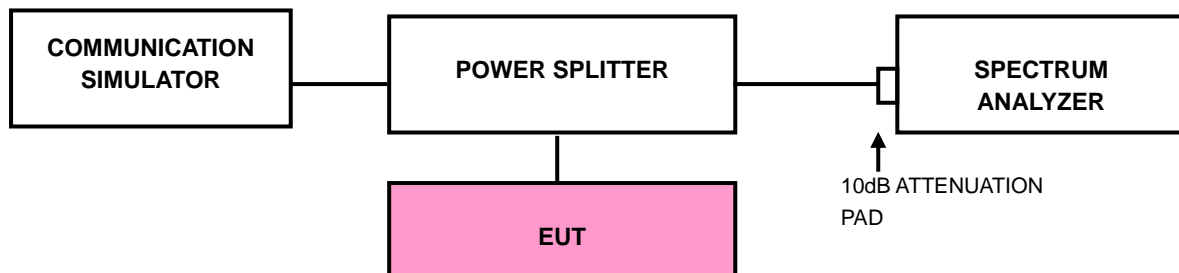 COMMUNICATION
SIMULATOR
POWER SPLITTER
SPECTRUM
ANALYZER
10dB ATTENUATION
PAD
EUT